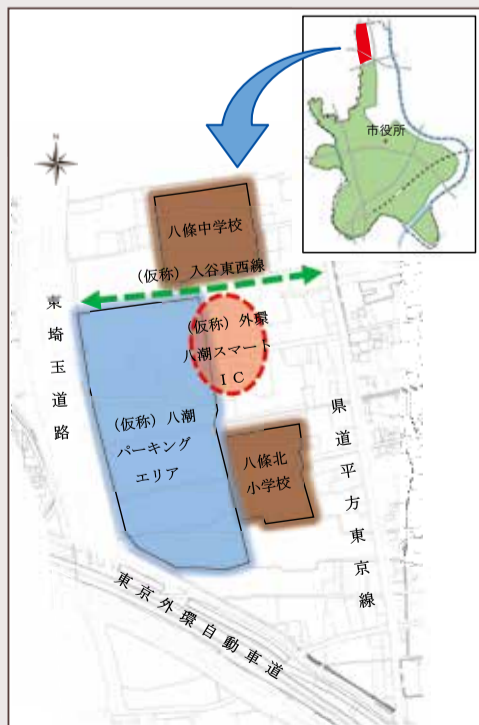 市役所
N
八條中学校
(仮称)入谷東西線
(仮称)外環
八潮スマート
IC
東埼玉道路
(仮称)八潮
パーキング
エリア
八條北
小学校
県道平方東京線
東京外環自動車道